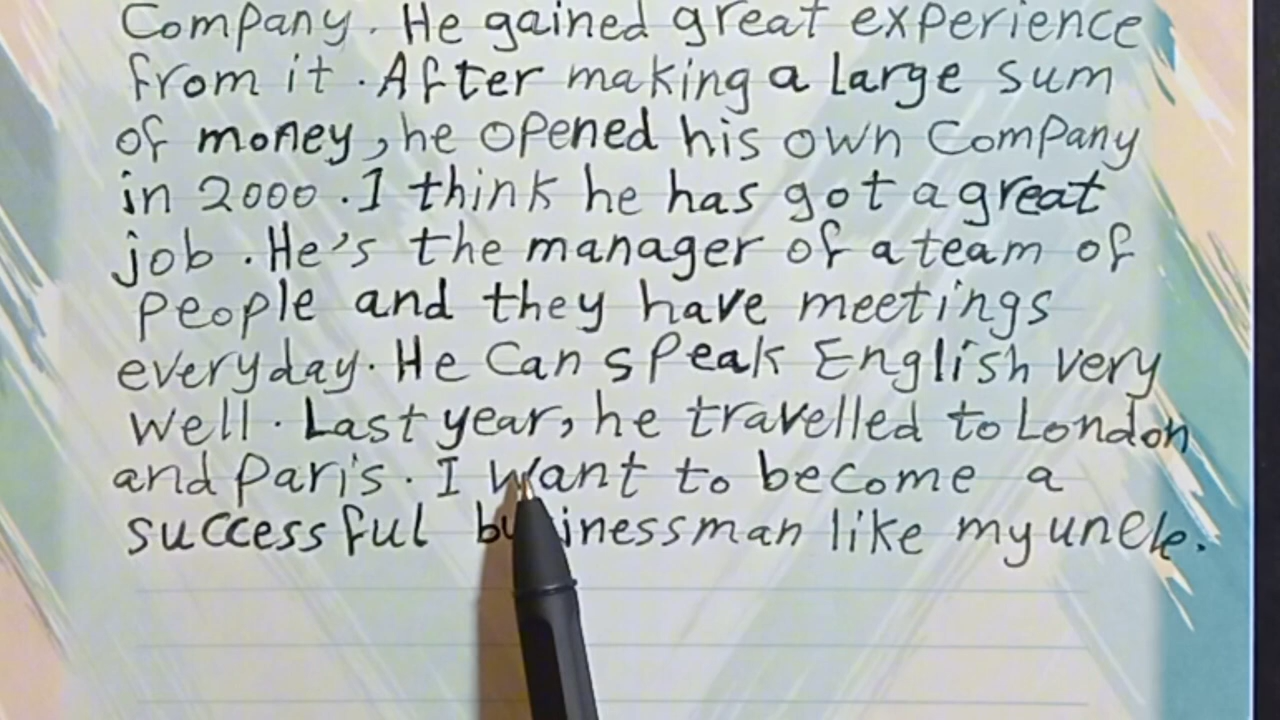 Company. He gained great experience
from it. After making a large sum
of money, he opened his own Company
in 2000. I think he has got a great
job. He's the manager of a team of
people and they have meetings
everyday. He Can speak English very
well. Last year, he travelled to London
and Paris. I want to become a
successful businessman like my uncle.